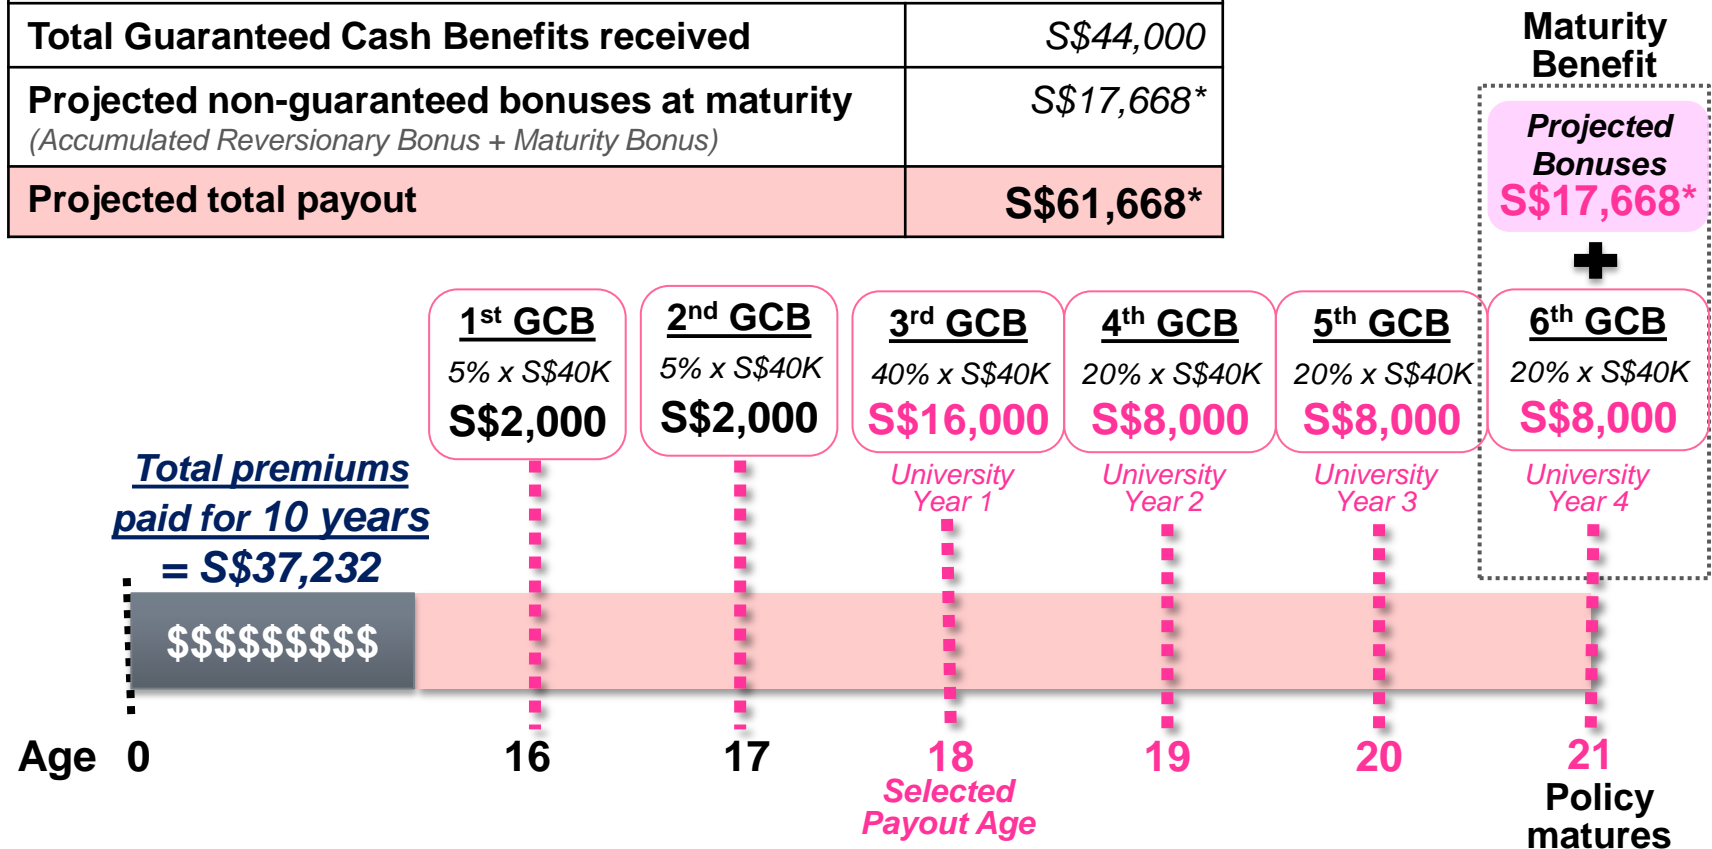 Total Guaranteed Cash Benefits received S$44,000
Projected non-guaranteed bonuses at maturity S$17,668*
(Accumulated Reversionary Bonus + Maturity Bonus)
Projected total payout S$61,668*
Maturity
Benefit
Projected
Bonuses
S$17,668*
+
1st GCB
5% x S$40K
S$2,000
2nd GCB
5% x S$40K
S$2,000
3rd GCB
40% x S$40K
S$16,000
University
Year 1
4th GCB
20% x S$40K
S$8,000
University
Year 2
5th GCB
20% x S$40K
S$8,000
University
Year 3
6th GCB
20% x S$40K
S$8,000
University
Year 4
Total premiums
paid for 10 years
= S$37,232
$$$$$$$$$
Age 0 16 17 18 19 20 21
Selected
Payout Age
Policy
matures